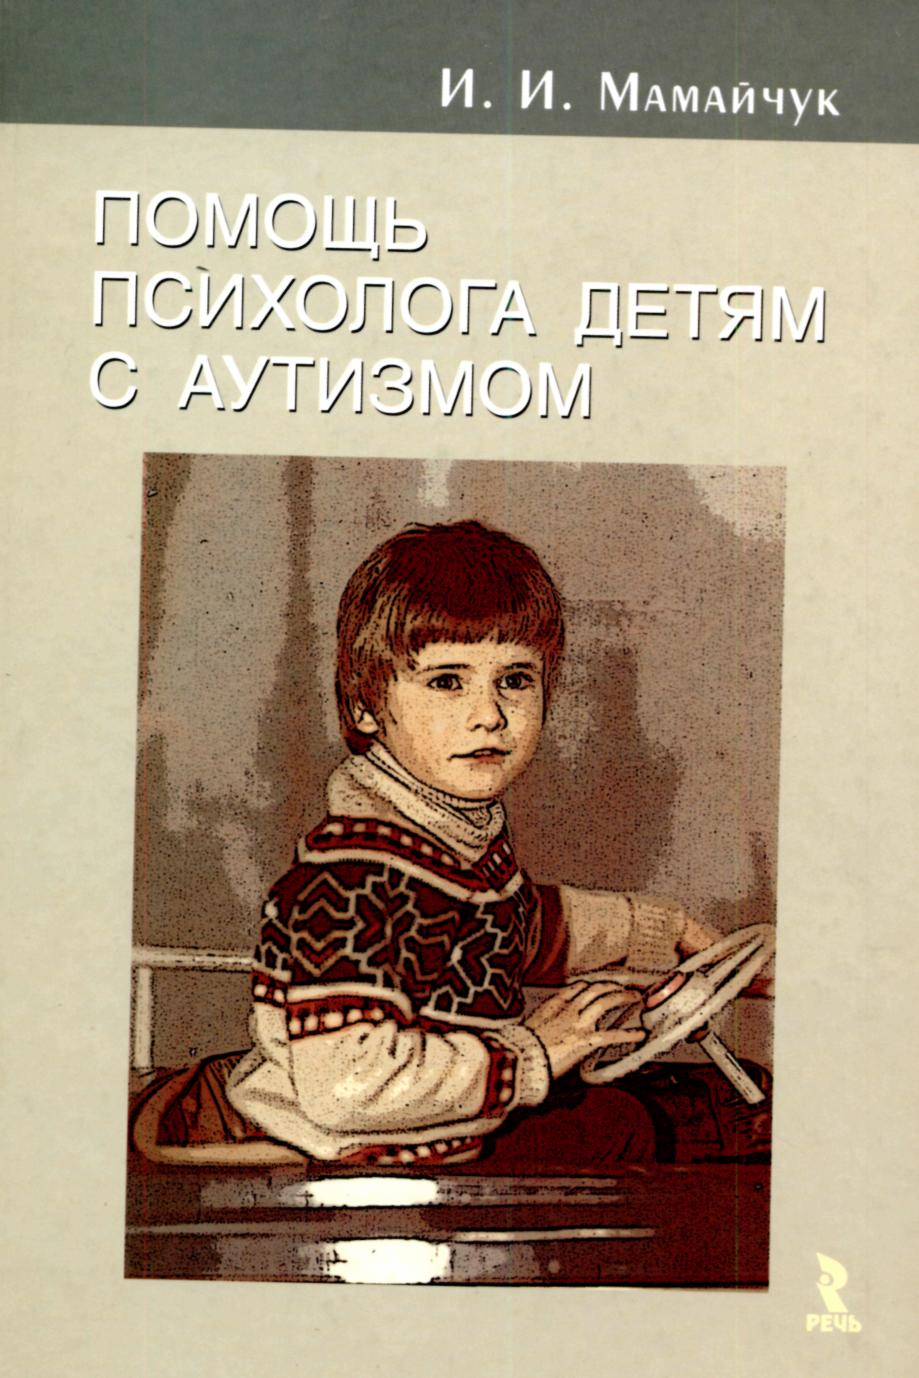 И. И. Мамайчук
ПОМОЩЬ
ПСИХОЛОГА ДЕТЯМ
С АУТИЗМОМ
РЕЧЬ